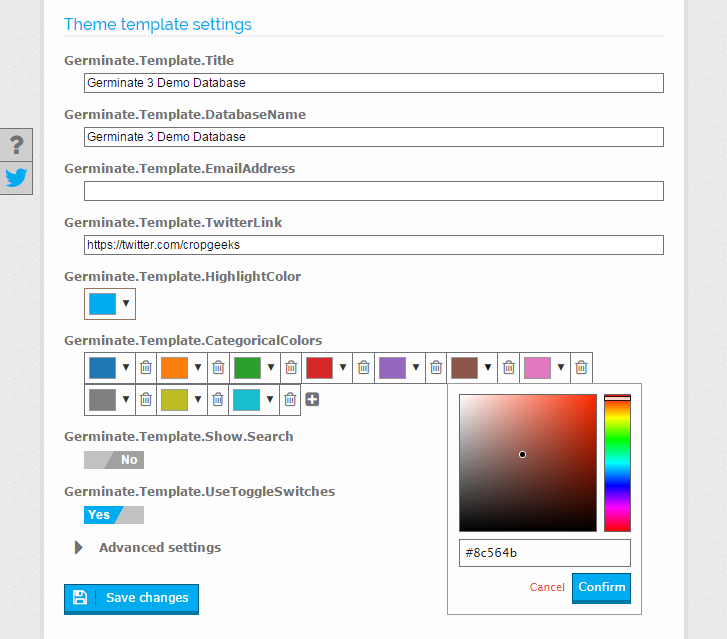 Theme template settings
Germinate.Template.Title
Germinate 3 Demo Database
Germinate.Template.DatabaseName
Germinate 3 Demo Database
Germinate.Template.EmailAddress
?
Germinate.Template.TwitterLink
https://twitter.com/cropgeeks
Germinate.Template.HighlightColor
Germinate.Template.CategoricalColors
Germinate.Template.Show.Search
No
Germinate.Template.UseToggleSwitches
Yes
Advanced settings
#8c564b
Cancel Confirm
Save changes